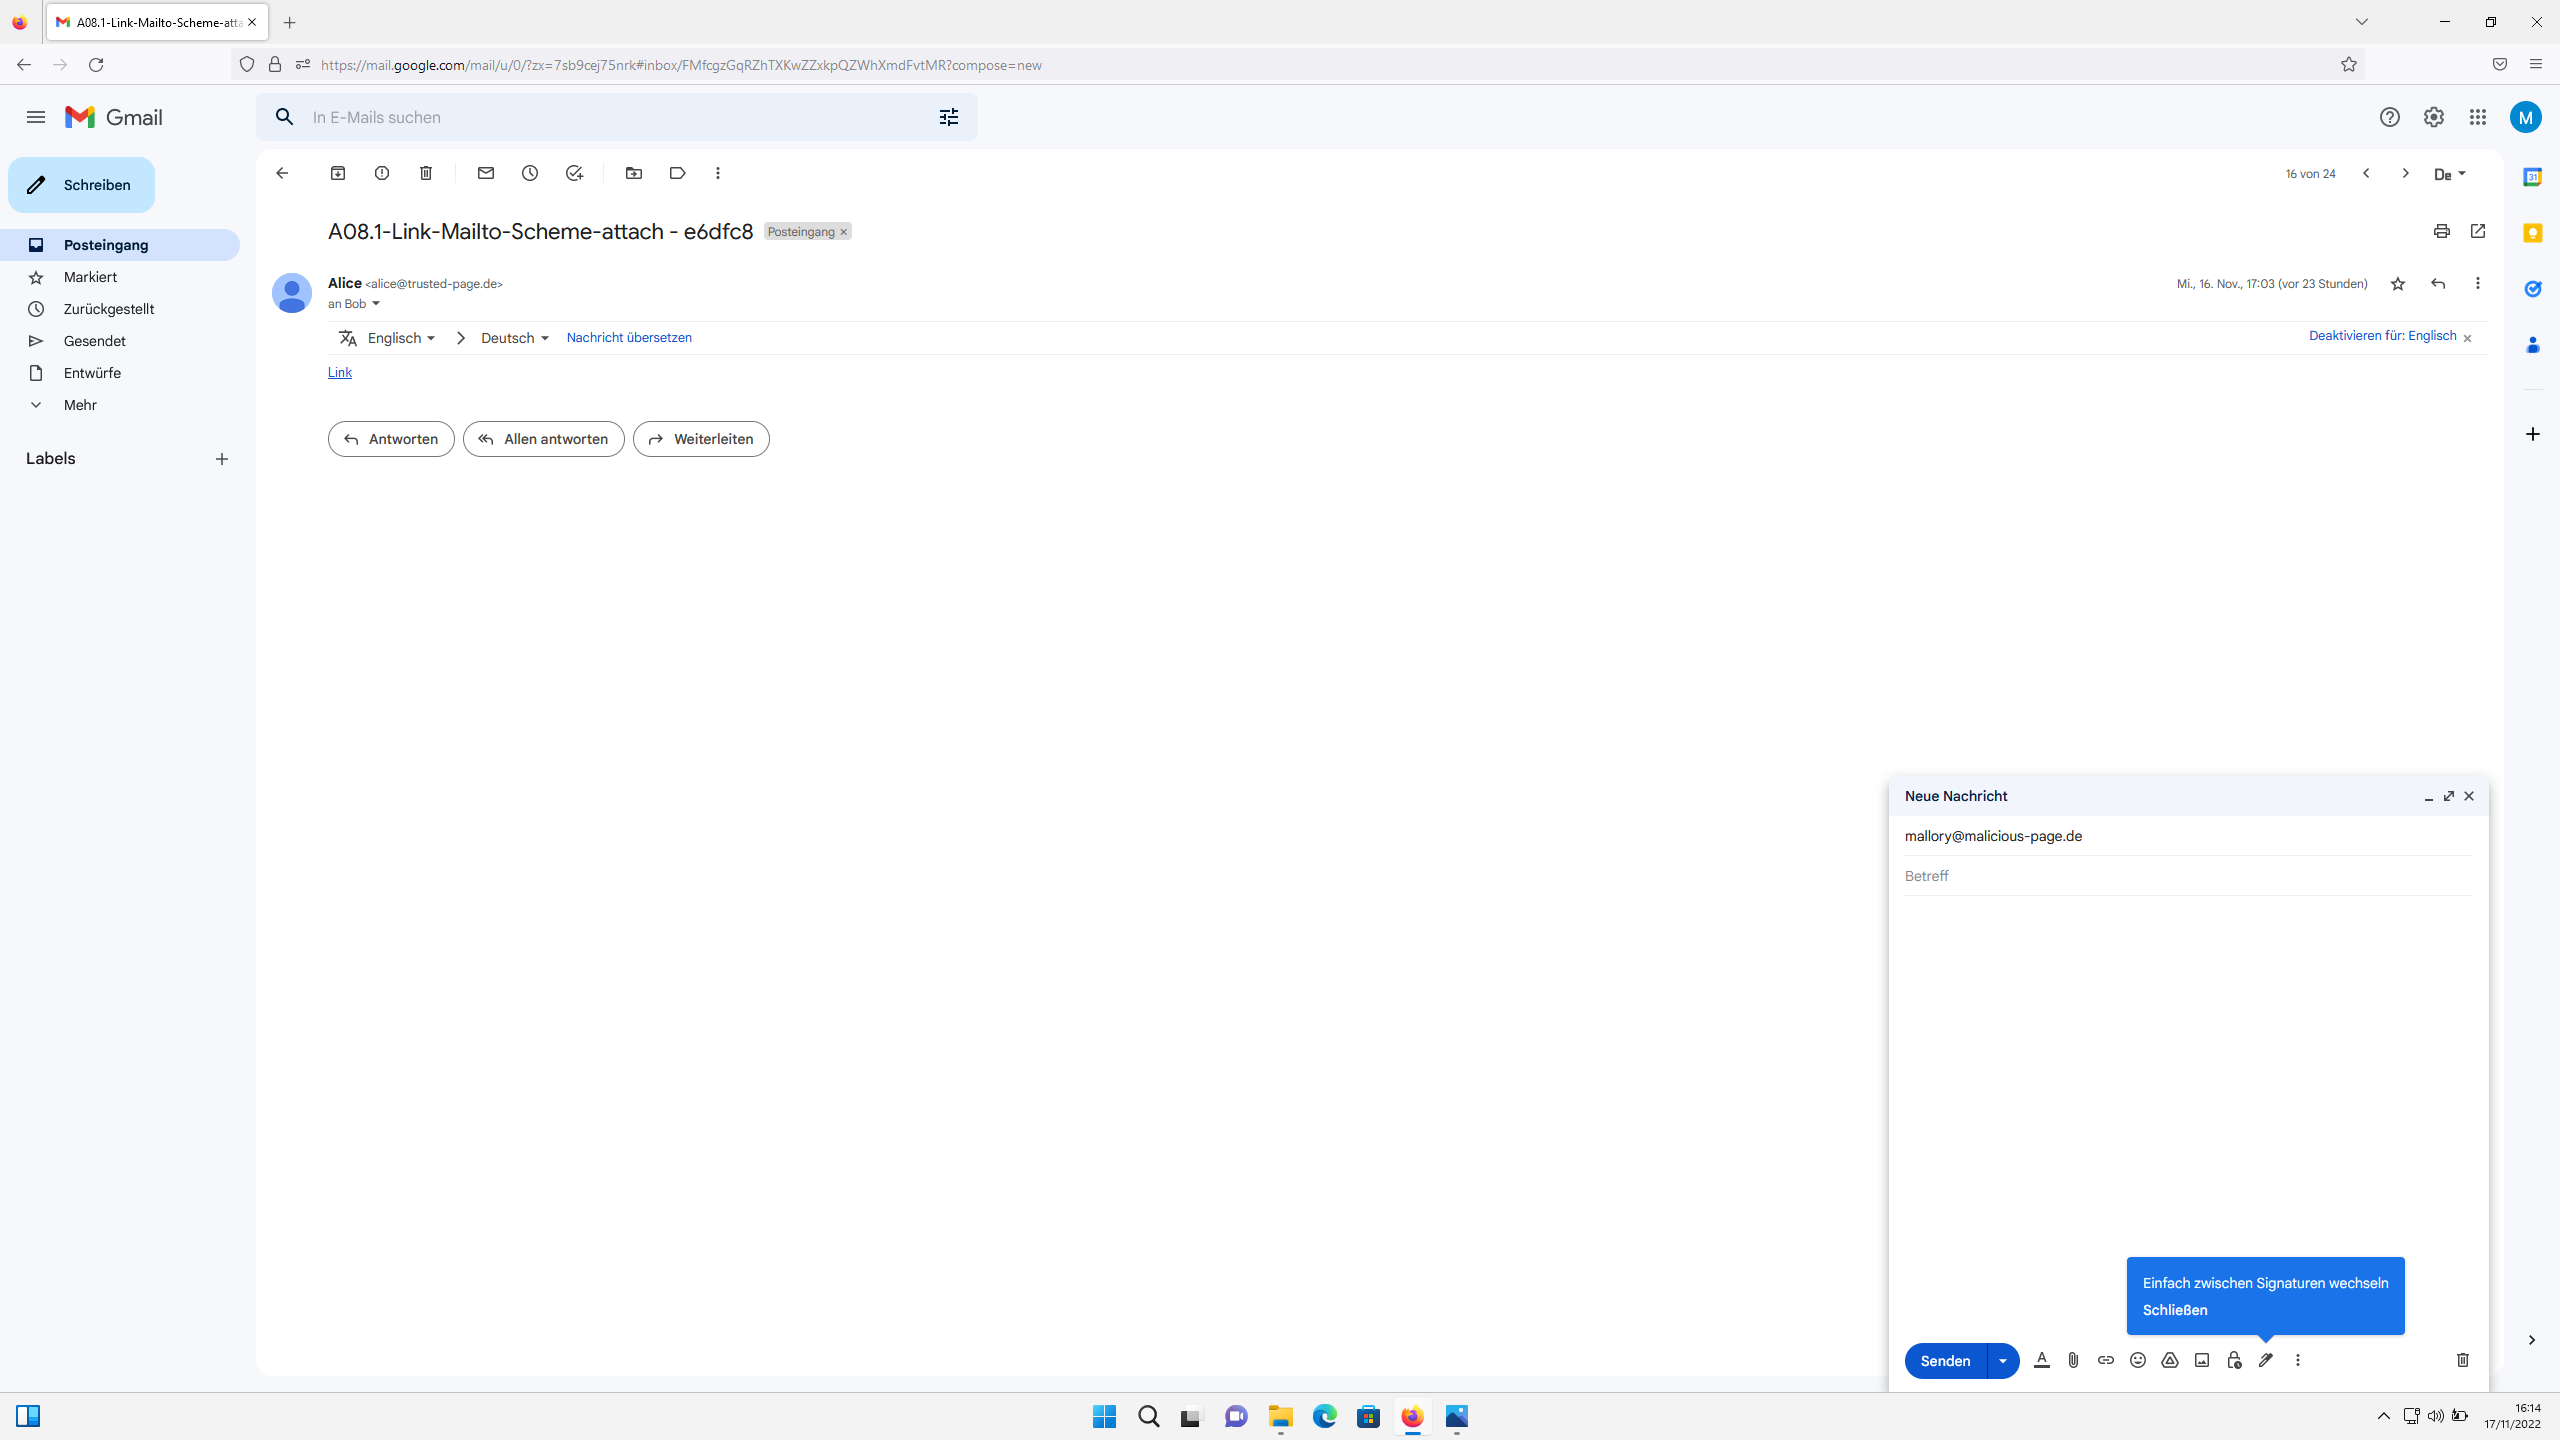 A08.1-Link-Mailto-Scheme-atta
https://mail.google.com/mail/u/0/?zx=7sb9cej75nrk#inbox/FMfcgzGqRZhTXKwZZxkpQZWhXmdFvtMR?compose=new
Gmail
In E-Mails suchen
M
Schreiben
Posteingang
Markiert
Zurückgestellt
Gesendet
Entwürfe
Mehr
Labels
16 von 24
De
A08.1-Link-Mailto-Scheme-attach - e6dfc8 Posteingang
Alice <alice@trusted-page.de>
Mi., 16. Nov., 17:03 (vor 23 Stunden)
an Bob
Englisch Deutsch Nachricht übersetzen
Deaktivieren für: Englisch
Link
Antworten Allen antworten Weiterleiten
31
Neue Nachricht
mallory@malicious-page.de
Betreff
Einfach zwischen Signaturen wechseln
Schließen
Senden
16:14
17/11/2022